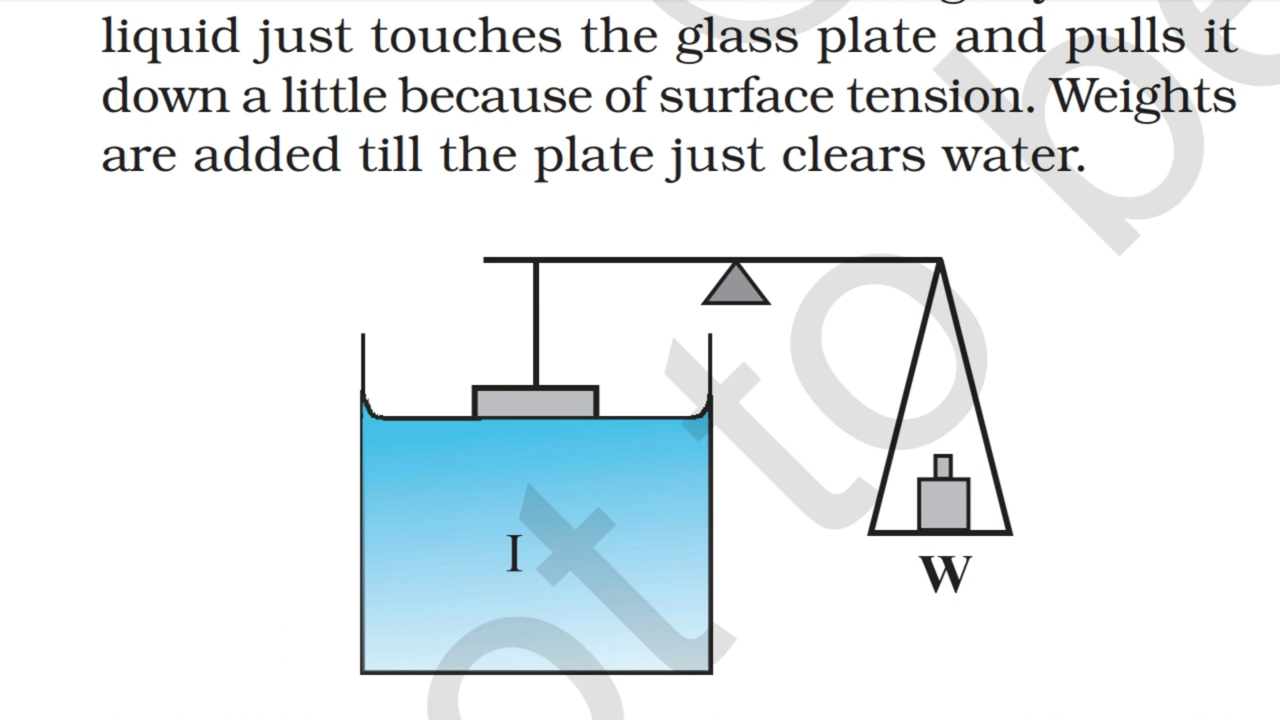 liquid just touches the glass plate and pulls it
down a little because of surface tension. Weights
are added till the plate just clears water.
I
W